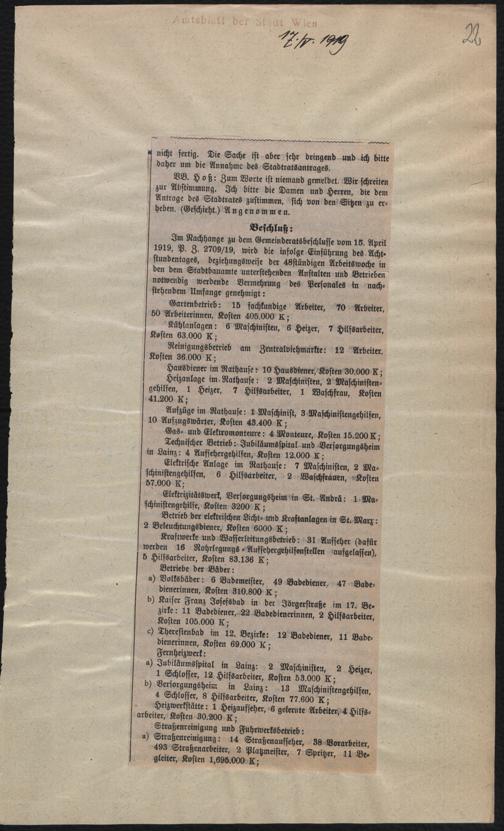 Amtsblatt der Stadt Wien
17./V. 1919
22
nicht fertig. Die Sache ist aber sehr dringend und ich bitte
daher um die Annahme des Stadtratsantrages.
VB. Hoß: Zum Worte ist niemand gemeldet. Wir schreiten
zur Abstimmung. Ich bitte die Damen und Herren, die dem
Antrage des Stadtrates zustimmen, sich von den Sitzen zu er-
heben. (Geschieht.) Angenommen.
Beschluß:
Im Nachhange zu dem Gemeinderatsbeschlusse vom 15. April
1919, P. Z. 2709/19, wird die infolge Einführung des Acht-
stundentages, beziehungsweise der 48stündigen Arbeitswoche in
den dem Stadtbauamte unterstehenden Anstalten und Betrieben
notwendig werdende Vermehrung des Personales in nach-
stehendem Umfange genehmigt:
Gartenbetrieb: 15 fachkundige Arbeiter, 70 Arbeiter,
50 Arbeiterinnen, Kosten 405.000 K;
Kühlanlagen: 6 Maschinisten, 6 Heizer, 7 Hilfsarbeiter,
Kosten 63.000 K;
Reinigungsbetrieb am Zentralviehmarkte: 12 Arbeiter,
Kosten 36.000 K;
Hausdiener im Rathause: 10 Hausdiener, Kosten 30.000 K;
Heizanlage im Rathause: 2 Maschinisten, 2 Maschinisten-
gehilfen, 1 Heizer, 7 Hilfsarbeiter, 1 Waschfrau, Kosten
41.200 K;
Aufzüge im Rathause: 1 Maschinist, 3 Maschinistengehilfen,
10 Aufzugswärter, Kosten 43.400 K;
Gas- und Elektromonteure: 4 Monteure, Kosten 15.200 K;
Technischer Betrieb: Jubiläumsspital und Versorgungsheim
in Lainz: 4 Aufsehergehilfen, Kosten 12.000 K;
Elektrische Anlage im Rathause: 7 Maschinisten, 2 Ma-
schinistengehilfen, 6 Hilfsarbeiter, 2 Waschfrauen, Kosten
57.000 K;
Elektrizitätswerk, Versorgungsheim in St. Andrä: 1 Ma-
schinistengehilfe, Kosten 3200 K;
Betrieb der elektrischen Licht- und Kraftanlagen in St. Marx:
2 Beleuchtungsdiener, Kosten 6000 K;
Kraftwerke und Wasserleitungsbetrieb: 31 Aufseher (dafür
werden 16 Rohrlegungs-Aufsehergehilfenstellen aufgelassen),
5 Hilfsarbeiter, Kosten 83.136 K;
Betriebe der Bäder:
a) Volksbäder: 6 Bademeister, 49 Badediener, 47 Bade-
dienerinnen, Kosten 310.800 K;
b) Kaiser Franz Josefsbad in der Jörgerstraße im 17. Be-
zirke: 11 Badediener, 22 Badedienerinnen, 2 Hilfsarbeiter,
Kosten 105.000 K;
c) Theresienbad im 12. Bezirke: 12 Badediener, 11 Bade-
dienerinnen, Kosten 69.000 K;
Fernheizwerk:
a) Jubiläumsspital in Lainz: 2 Maschinisten, 2 Heizer,
1 Schlosser, 12 Hilfsarbeiter, Kosten 53.000 K;
b) Versorgungsheim in Lainz: 13 Maschinistengehilfen,
4 Schlosser, 8 Hilfsarbeiter, Kosten 77.600 K;
Heizwerkstätte: 1 Heizaufseher, 6 gelernte Arbeiter, 4 Hilfs-
arbeiter, Kosten 30.200 K;
Straßenreinigung und Fuhrwerksbetrieb:
a) Straßenreinigung: 14 Straßenaufseher, 38 Vorarbeiter,
493 Straßenarbeiter, 2 Platzmeister, 7 Spritzer, 11 Be-
gleiter, Kosten 1,695.000 K;